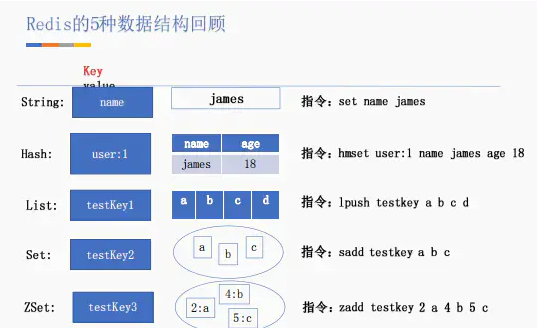 Redis的5种数据结构回顾
Key
value
String: name james 指令: set name james
name age
Hash: user:1 james 18 指令: hmset user:1 name james age 18
List: testKey1 a b c d 指令: lpush testkey a b c d
Set: testKey2 a b c 指令: sadd testkey a b c
4:b
ZSet: testKey3 2:a 指令: zadd testkey 2 a 4 b 5 c
5:c